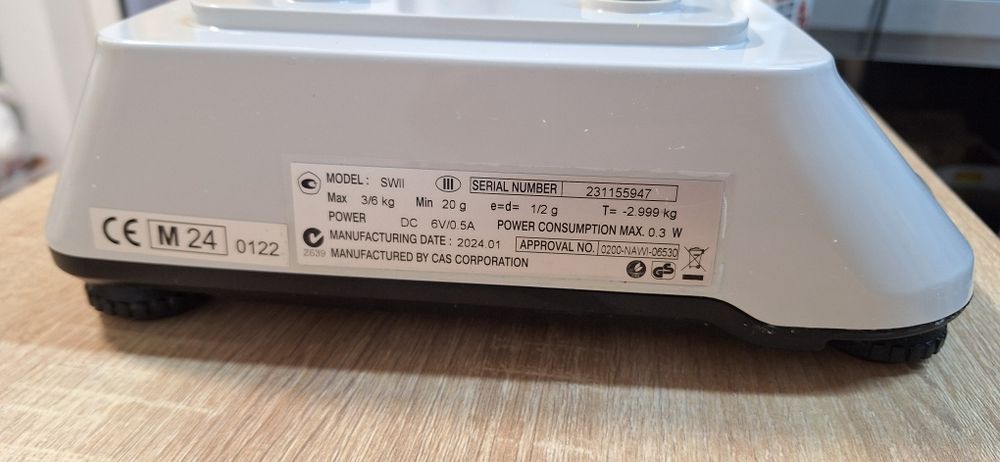 MODEL : SWII III SERIAL NUMBER 231155947
Max 3/6 kg Min 20 g e=d= 1/2 g T= -2.999 kg
POWER DC 6V/0.5A POWER CONSUMPTION MAX. 0.3 W
MANUFACTURING DATE : 2024.01 APPROVAL NO. 0200-NAWI-06530
Z639 MANUFACTURED BY CAS CORPORATION
GS
CE M 24 0122